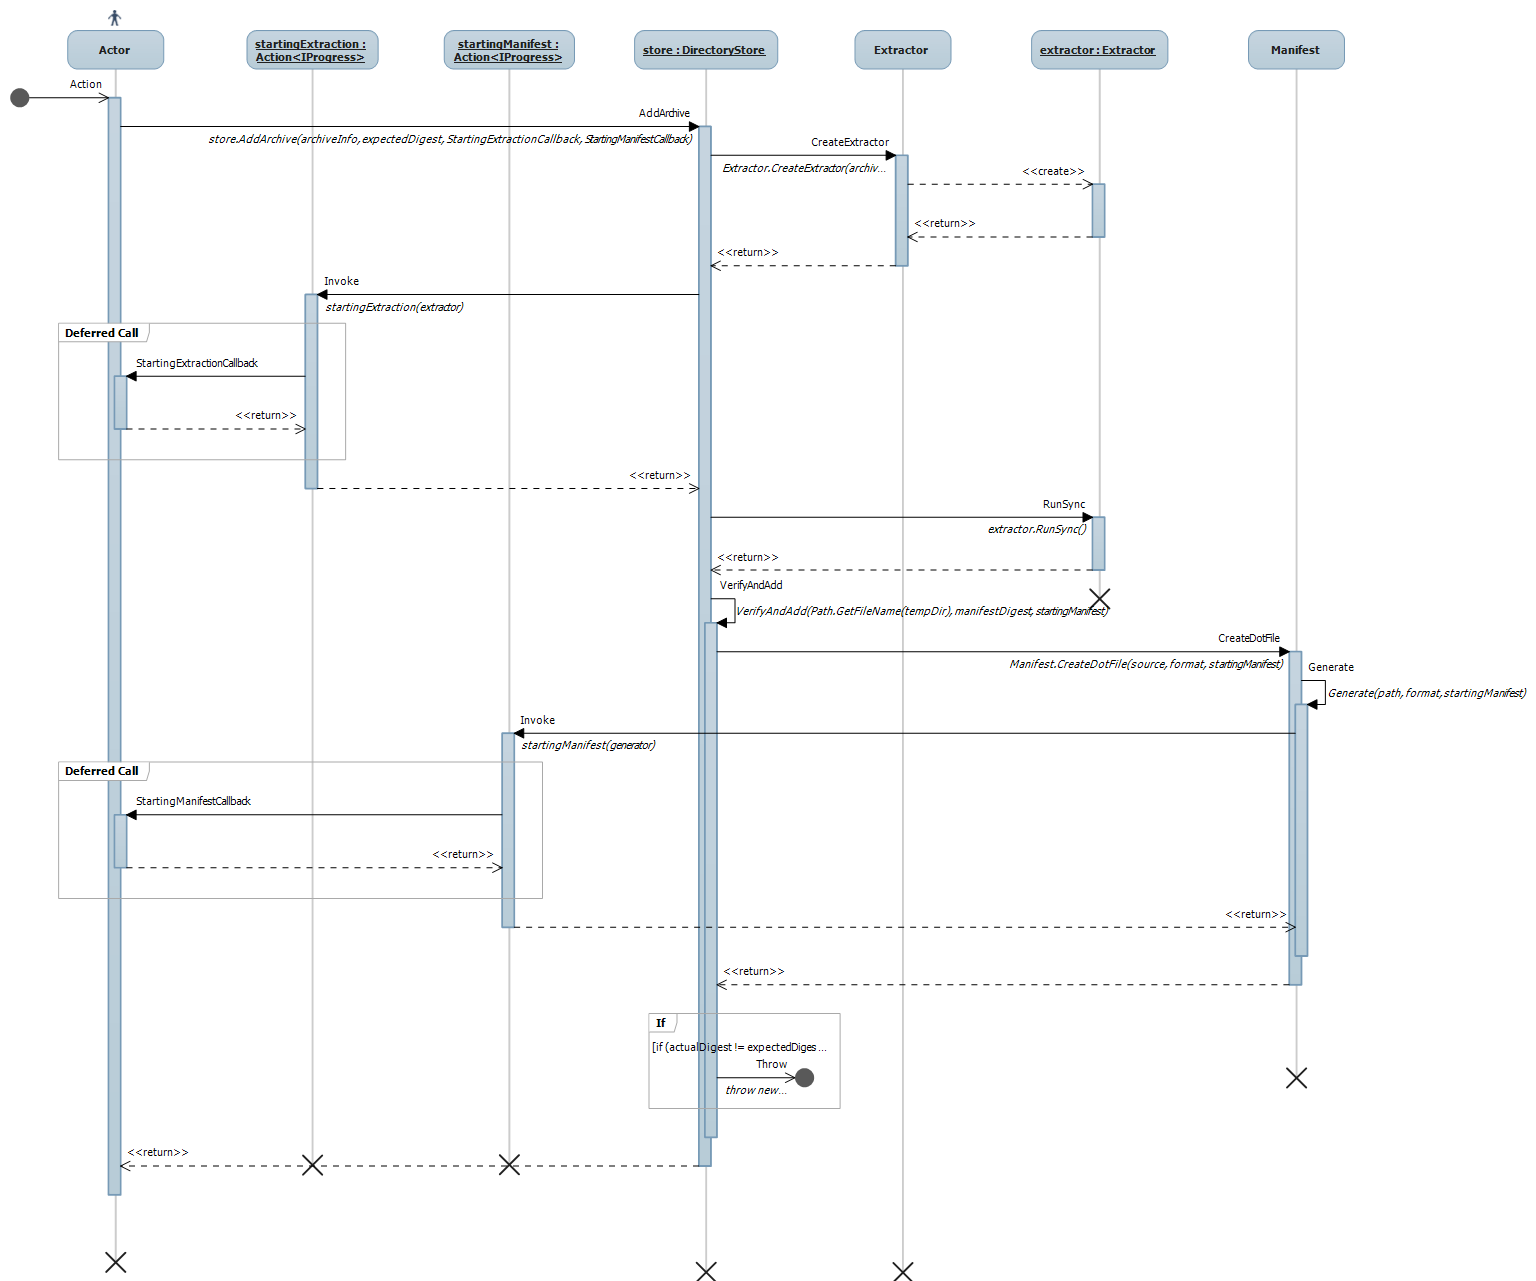 Actor
startingExtraction :
Action<IProgress>
startingManifest :
Action<IProgress>
store : DirectoryStore
Extractor
extractor : Extractor
Manifest
Action
AddArchive
store.AddArchive(archiveInfo, expectedDigest, StartingExtractionCallback, StartingManifestCallback)
CreateExtractor
Extractor.CreateExtractor(archiv...
<<create>>
<<return>>
<<return>>
Invoke
startingExtraction(extractor)
Deferred Call
StartingExtractionCallback
<<return>>
<<return>>
RunSync
extractor.RunSync()
<<return>>
VerifyAndAdd
VerifyAndAdd(Path.GetFileName(tempDir), manifestDigest, startingManifest)
CreateDotFile
Manifest.CreateDotFile(source, format, startingManifest)
Generate
Generate(path, format, startingManifest)
Invoke
startingManifest(generator)
Deferred Call
StartingManifestCallback
<<return>>
<<return>>
<<return>>
If
[if (actualDigest != expectedDiges ...
Throw
throw new...
<<return>>